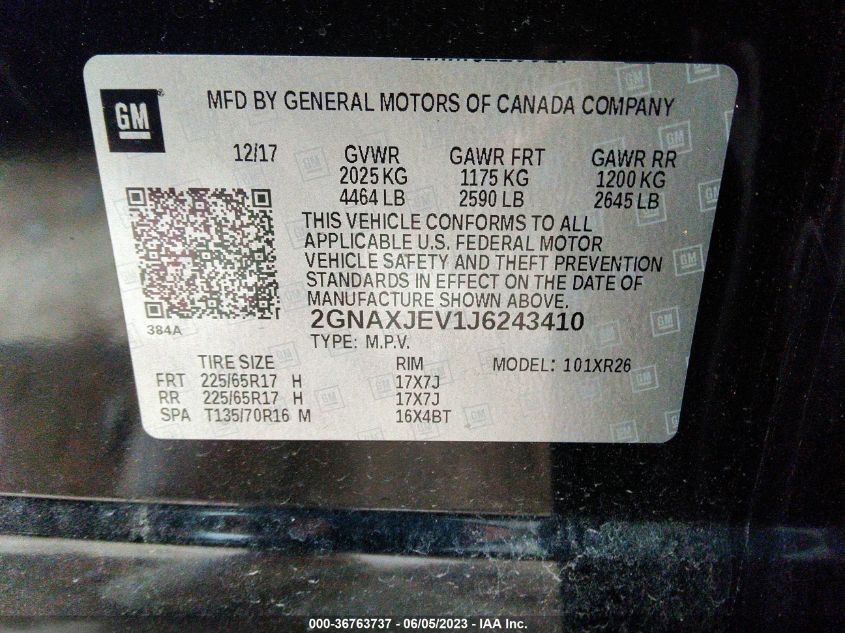 GM
MFD BY GENERAL MOTORS OF CANADA COMPANY
12/17 GVWR GAWR FRT GAWR RR
2025 KG 1175 KG 1200 KG
4464 LB 2590 LB 2645 LB
THIS VEHICLE CONFORMS TO ALL
APPLICABLE U.S. FEDERAL MOTOR
VEHICLE SAFETY AND THEFT PREVENTION
STANDARDS IN EFFECT ON THE DATE OF
MANUFACTURE SHOWN ABOVE.
384A
2GNAXJEV1J6243410
TYPE: M.P.V.
TIRE SIZE RIM MODEL: 101XR26
FRT 225/65R17 H 17X7J
RR 225/65R17 H 17X7J
SPA T135/70R16 M 16X4BT
000-36763737 - 06/05/2023 - IAA Inc.